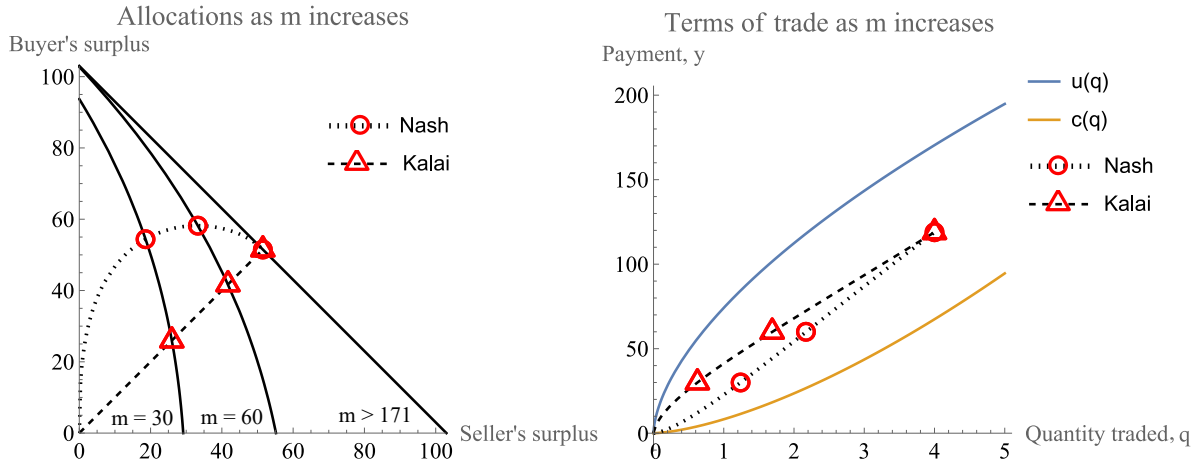 Allocations as m increases
Buyer's surplus
100
80
60
40
20
0
0
20
40
60
80
100
Nash
Kalai
m = 30
m = 60
m > 171
Seller's surplus
Terms of trade as m increases
Payment, y
200
150
100
50
0
0
1
2
3
4
5
u(q)
c(q)
Nash
Kalai
Quantity traded, q